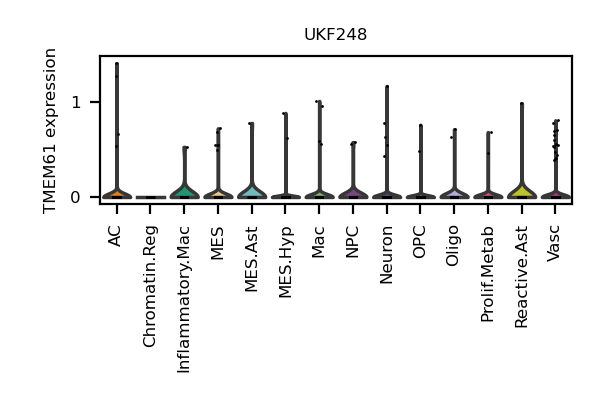 UKF248
TMEM61 expression
1
0
AC
Chromatin.Reg
Inflammatory.Mac
MES
MES.Ast
MES.Hyp
Mac
NPC
Neuron
OPC
Oligo
Prolif.Metab
Reactive.Ast
Vasc